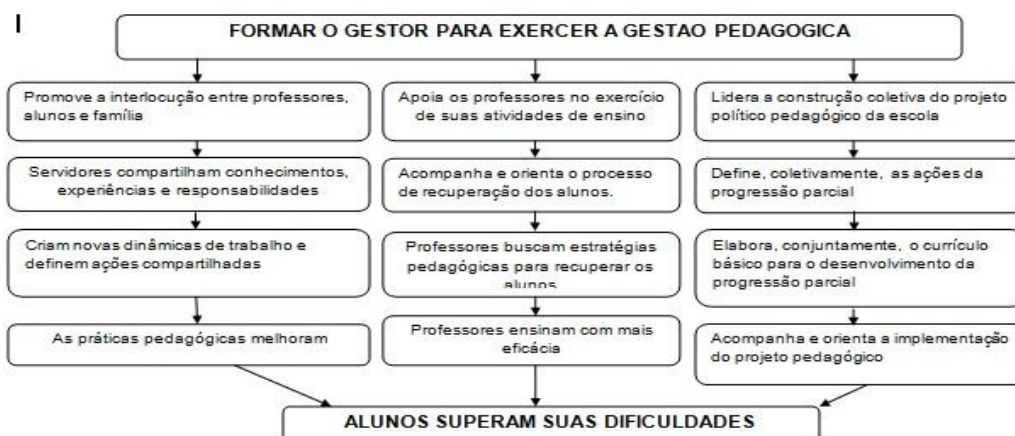 I
FORMAR O GESTOR PARA EXERCER A GESTAO PEDAGOGICA
Promove a interlocução entre professores,
alunos e família
Servidores compartilham conhecimentos,
experiências e responsabilidades
Criam novas dinâmicas de trabalho e
definem ações compartilhadas
As práticas pedagógicas melhoram
Apoia os professores no exercício
de suas atividades de ensino
Acompanha e orienta o processo
de recuperação dos alunos.
Professores buscam estratégias
pedagógicas para recuperar os
alunos
Professores ensinam com mais
eficácia
Lidera a construção coletiva do projeto
político pedagógico da escola
Define, coletivamente, as ações da
progressão parcial
Elabora, conjuntamente, o currículo
básico para o desenvolvimento da
progressão parcial
Acompanha e orienta a implementação
do projeto pedagógico
ALUNOS SUPERAM SUAS DIFICULDADES